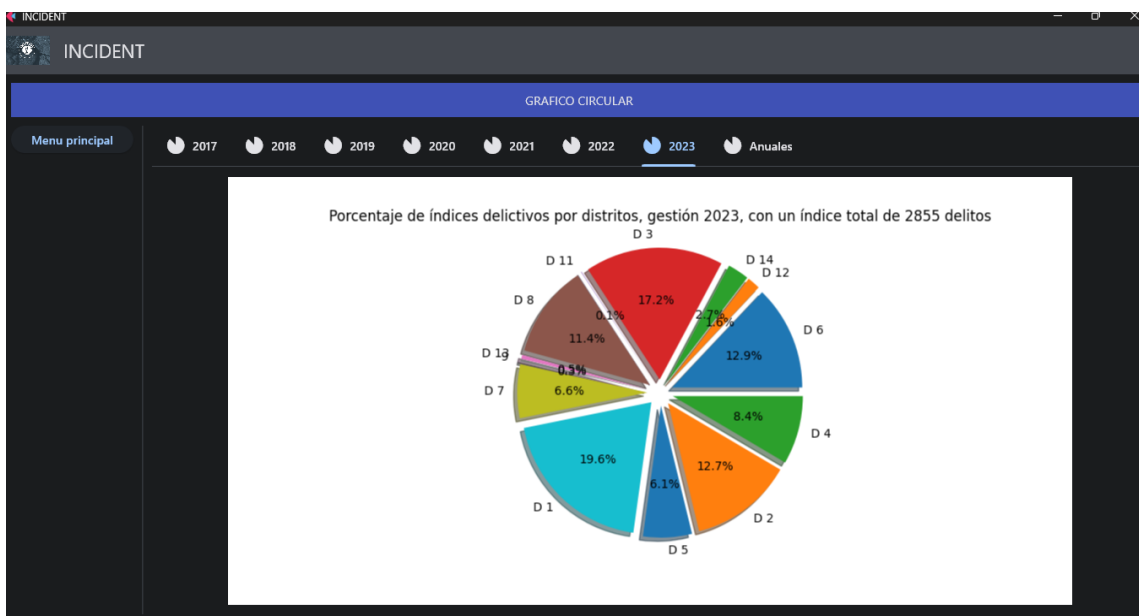 INCIDENT
INCIDENT
GRAFICO CIRCULAR
Menu principal
2017 2018 2019 2020 2021 2022 2023 Anuales
Porcentaje de índices delictivos por distritos, gestión 2023, con un índice total de 2855 delitos
D 3
D 11
D 14
D 12
D 8
17.2%
0.1%
2.7%
1.6%
D 6
11.4%
12.9%
D 13
D 7
6.6%
8.4%
D 4
19.6%
12.7%
6.1%
D 1
D 2
D 5